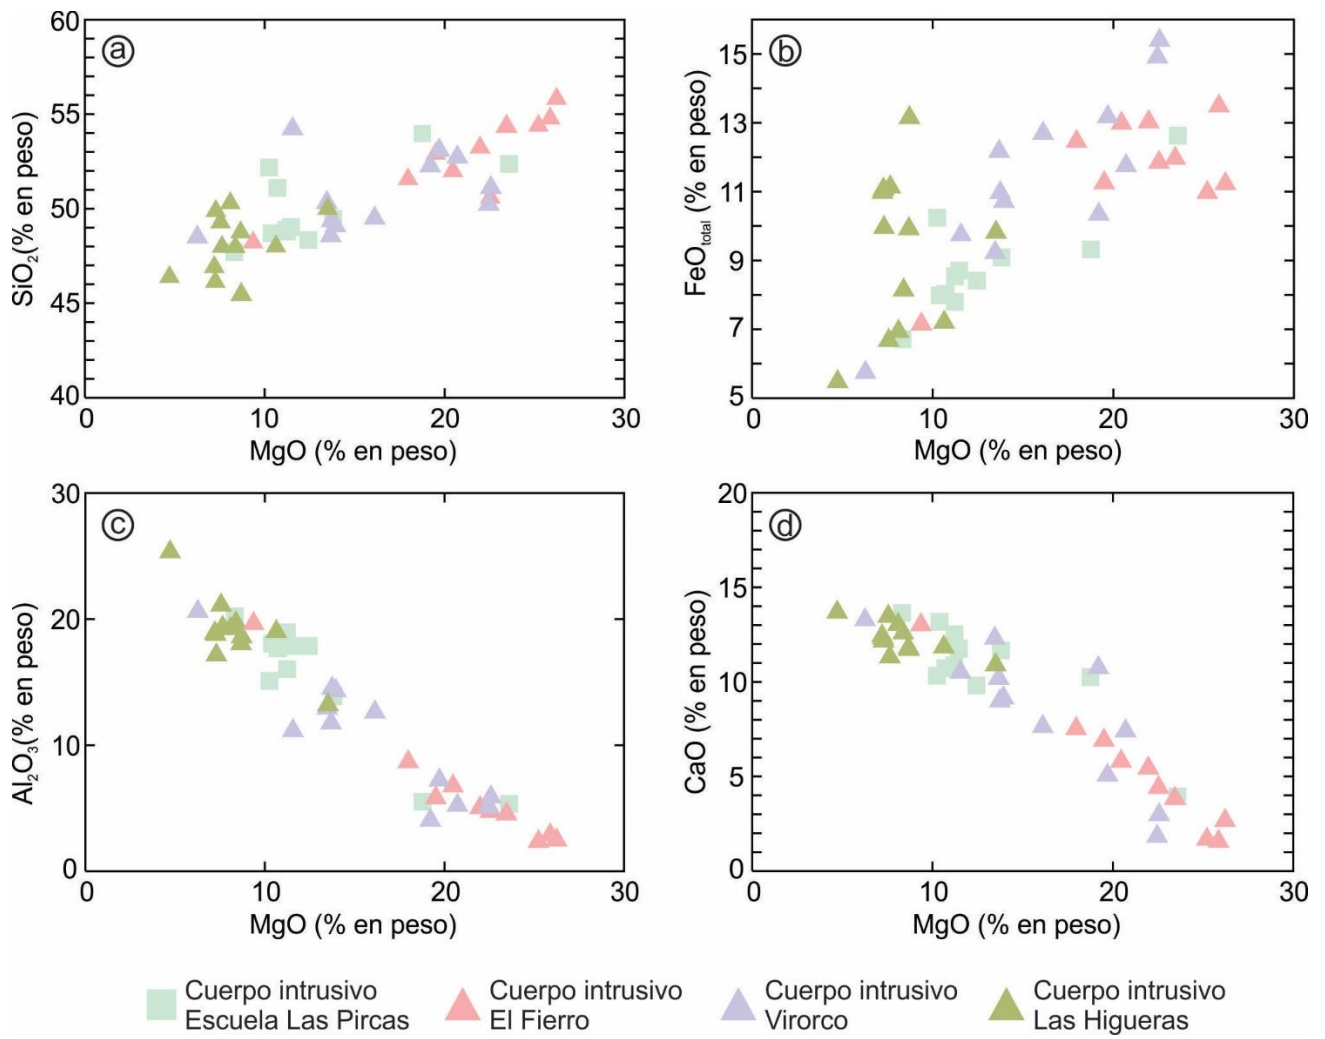 60
55
50
45
40
SiO₂(% en peso)
ⓐ
0
10
20
30
MgO (% en peso)
15
13
11
9
7
5
FeOtotal (% en peso)
ⓑ
0
10
20
30
MgO (% en peso)
30
20
10
0
Al₂O₃(% en peso)
ⓒ
0
10
20
30
MgO (% en peso)
20
15
10
5
0
CaO (% en peso)
ⓓ
0
10
20
30
MgO (% en peso)
Cuerpo intrusivo
Escuela Las Pircas
Cuerpo intrusivo
El Fierro
Cuerpo intrusivo
Virorco
Cuerpo intrusivo
Las Higueras